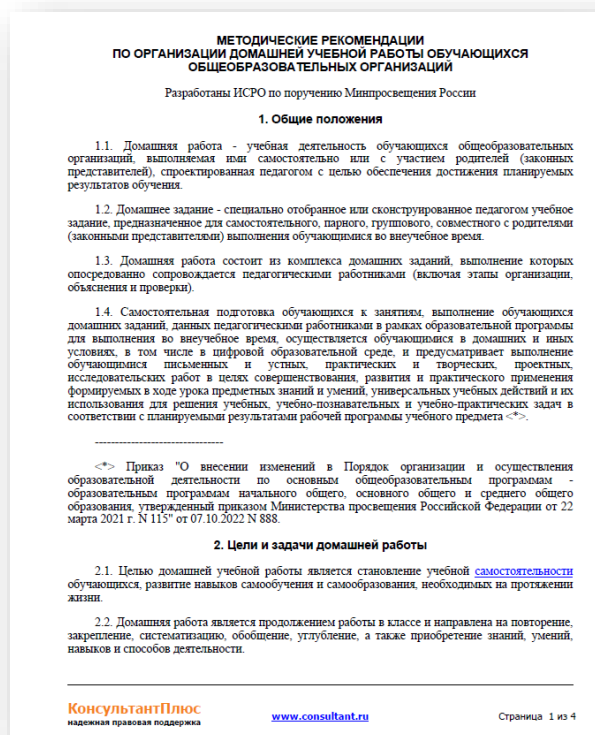 МЕТОДИЧЕСКИЕ РЕКОМЕНДАЦИИ
ПО ОРГАНИЗАЦИИ ДОМАШНЕЙ УЧЕБНОЙ РАБОТЫ ОБУЧАЮЩИХСЯ
ОБЩЕОБРАЗОВАТЕЛЬНЫХ ОРГАНИЗАЦИЙ
Разработаны ИСРО по поручению Минпросвещения России
1. Общие положения
1.1. Домашняя работа - учебная деятельность обучающихся общеобразовательных
организаций, выполняемая ими самостоятельно или с участием родителей (законных
представителей), спроектированная педагогом с целью обеспечения достижения планируемых
результатов обучения.
1.2. Домашнее задание - специально отобранное или сконструированное педагогом учебное
задание, предназначенное для самостоятельного, парного, группового, совместного с родителями
(законными представителями) выполнения обучающимися во внеучебное время.
1.3. Домашняя работа состоит из комплекса домашних заданий, выполнение которых
опосредованно сопровождается педагогическими работниками (включая этапы организации,
объяснения и проверки).
1.4. Самостоятельная подготовка обучающихся к занятиям, выполнение обучающимся
домашних заданий, данных педагогическими работниками в рамках образовательной программы
для выполнения во внеучебное время, осуществляется обучающимися в домашних и иных
условиях, в том числе в цифровой образовательной среде, и предусматривает выполнение
обучающимися письменных и устных, практических и творческих, проектных,
исследовательских работ в целях совершенствования, развития и практического применения
формируемых в ходе урока предметных знаний и умений, универсальных учебных действий и их
использования для решения учебных, учебно-познавательных и учебно-практических задач в
соответствии с планируемыми результатами рабочей программы учебного предмета <*>.
--------------------------------
<*> Приказ "О внесении изменений в Порядок организации и осуществления
образовательной деятельности по основным общеобразовательным программам -
образовательным программам начального общего, основного общего и среднего общего
образования, утвержденный приказом Министерства просвещения Российской Федерации от 22
марта 2021 г. N 115" от 07.10.2022 N 888.
2. Цели и задачи домашней работы
2.1. Целью домашней учебной работы является становление учебной самостоятельности
обучающихся, развитие навыков самообучения и самообразования, необходимых на протяжении
жизни.
2.2. Домашняя работа является продолжением работы в классе и направлена на повторение,
закрепление, систематизацию, обобщение, углубление, а также приобретение знаний, умений,
навыков и способов деятельности.
КонсультантПлюс
надежная правовая поддержка
www.consultant.ru
Страница 1 из 4